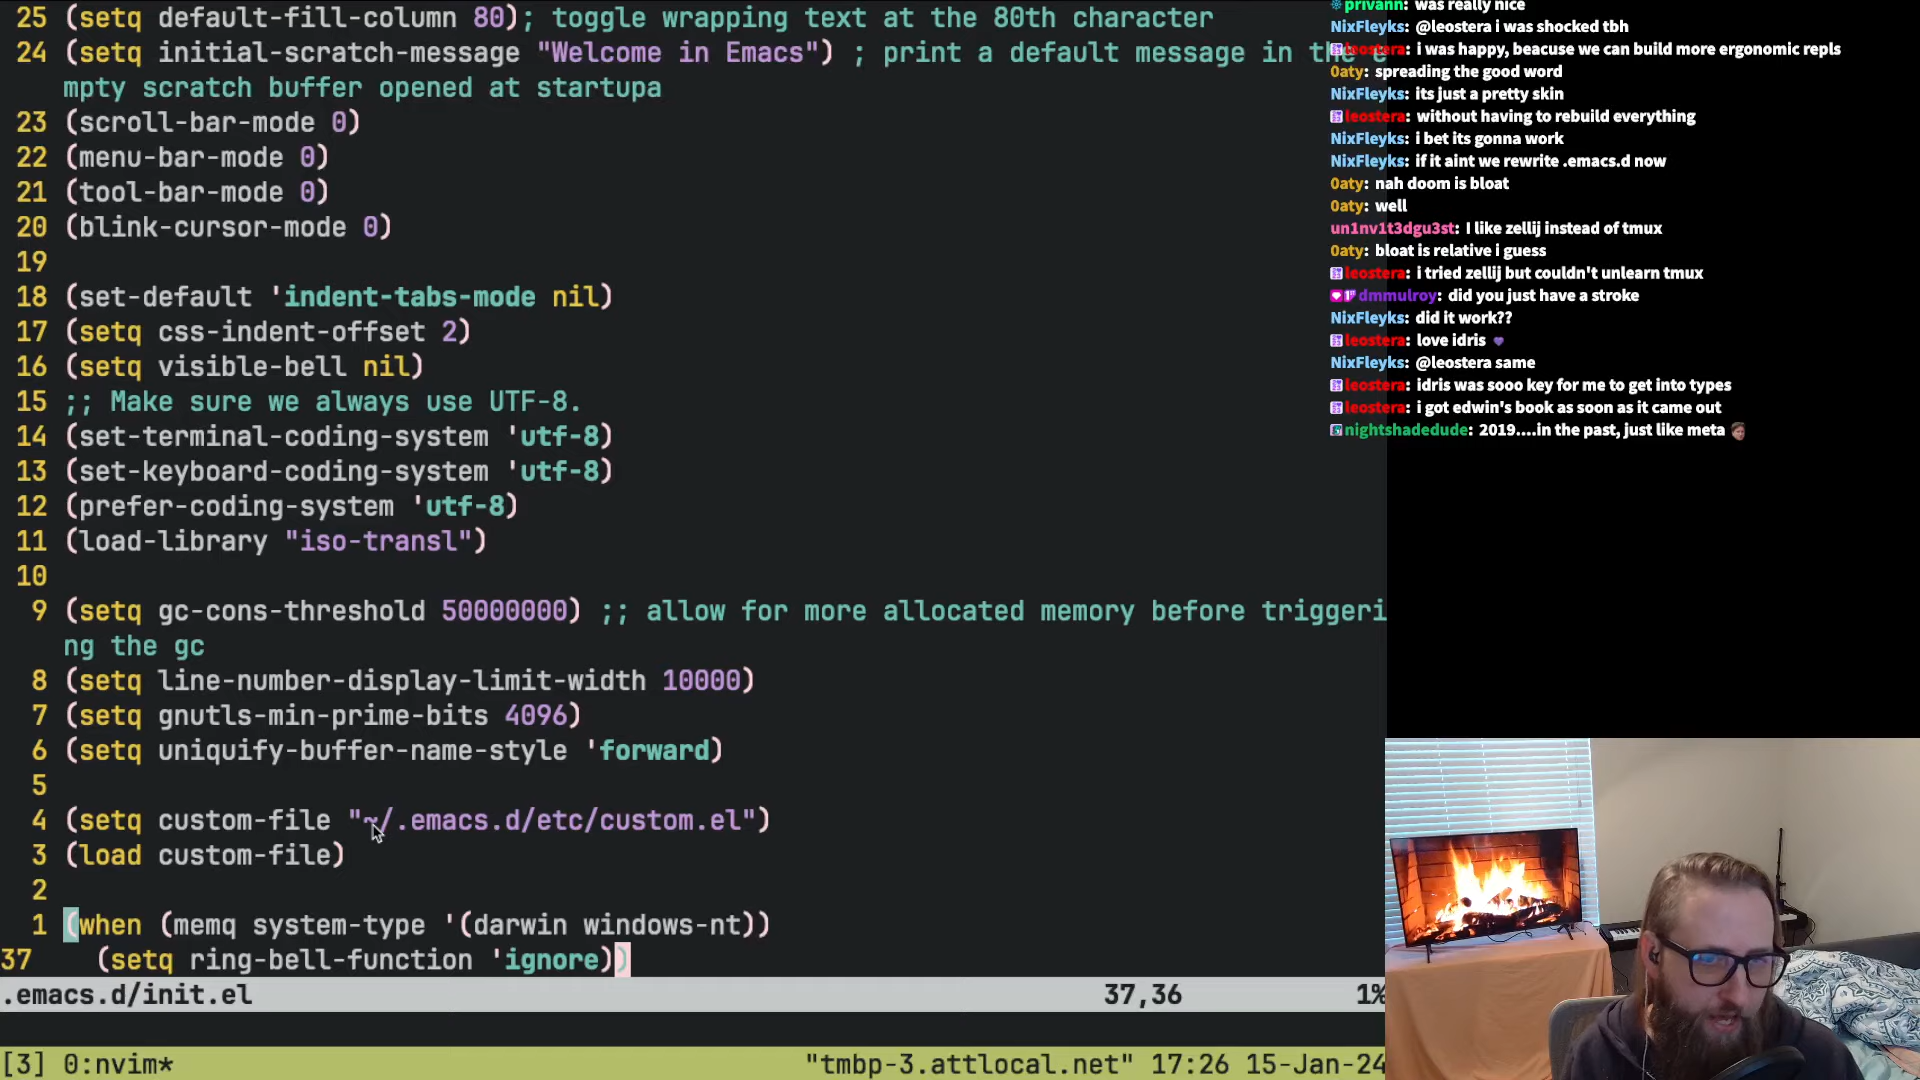 25 (setq default-fill-column 80); toggle wrapping text at the 80th character
24 (setq initial-scratch-message "Welcome in Emacs") ; print a default message in the e
mpty scratch buffer opened at startupa
23 (scroll-bar-mode 0)
22 (menu-bar-mode 0)
21 (tool-bar-mode 0)
20 (blink-cursor-mode 0)
19
18 (set-default 'indent-tabs-mode nil)
17 (setq css-indent-offset 2)
16 (setq visible-bell nil)
15 ;; Make sure we always use UTF-8.
14 (set-terminal-coding-system 'utf-8)
13 (set-keyboard-coding-system 'utf-8)
12 (prefer-coding-system 'utf-8)
11 (load-library "iso-transl")
10
9 (setq gc-cons-threshold 50000000) ;; allow for more allocated memory before triggeri
ng the gc
8 (setq line-number-display-limit-width 10000)
7 (setq gnutls-min-prime-bits 4096)
6 (setq uniquify-buffer-name-style 'forward)
5
4 (setq custom-file "~/.emacs.d/etc/custom.el")
3 (load custom-file)
2
1 (when (memq system-type '(darwin windows-nt))
37 (setq ring-bell-function 'ignore))
.emacs.d/init.el 37,36 1%
[3] 0:nvim* "tmbp-3.attlocal.net" 17:26 15-Jan-24
privann: was really nice
NixFleyks: @leostera i was shocked tbh
leostera: i was happy, beacuse we can build more ergonomic repls
0aty: spreading the good word
NixFleyks: its just a pretty skin
leostera: without having to rebuild everything
NixFleyks: i bet its gonna work
NixFleyks: if it aint we rewrite .emacs.d now
0aty: nah doom is bloat
0aty: well
un1nv1t3dgu3st: I like zellij instead of tmux
0aty: bloat is relative i guess
leostera: i tried zellij but couldn't unlearn tmux
dmmulroy: did you just have a stroke
NixFleyks: did it work??
leostera: love idris 💜
NixFleyks: @leostera same
leostera: idris was sooo key for me to get into types
leostera: i got edwin's book as soon as it came out
nightshadedude: 2019....in the past, just like meta